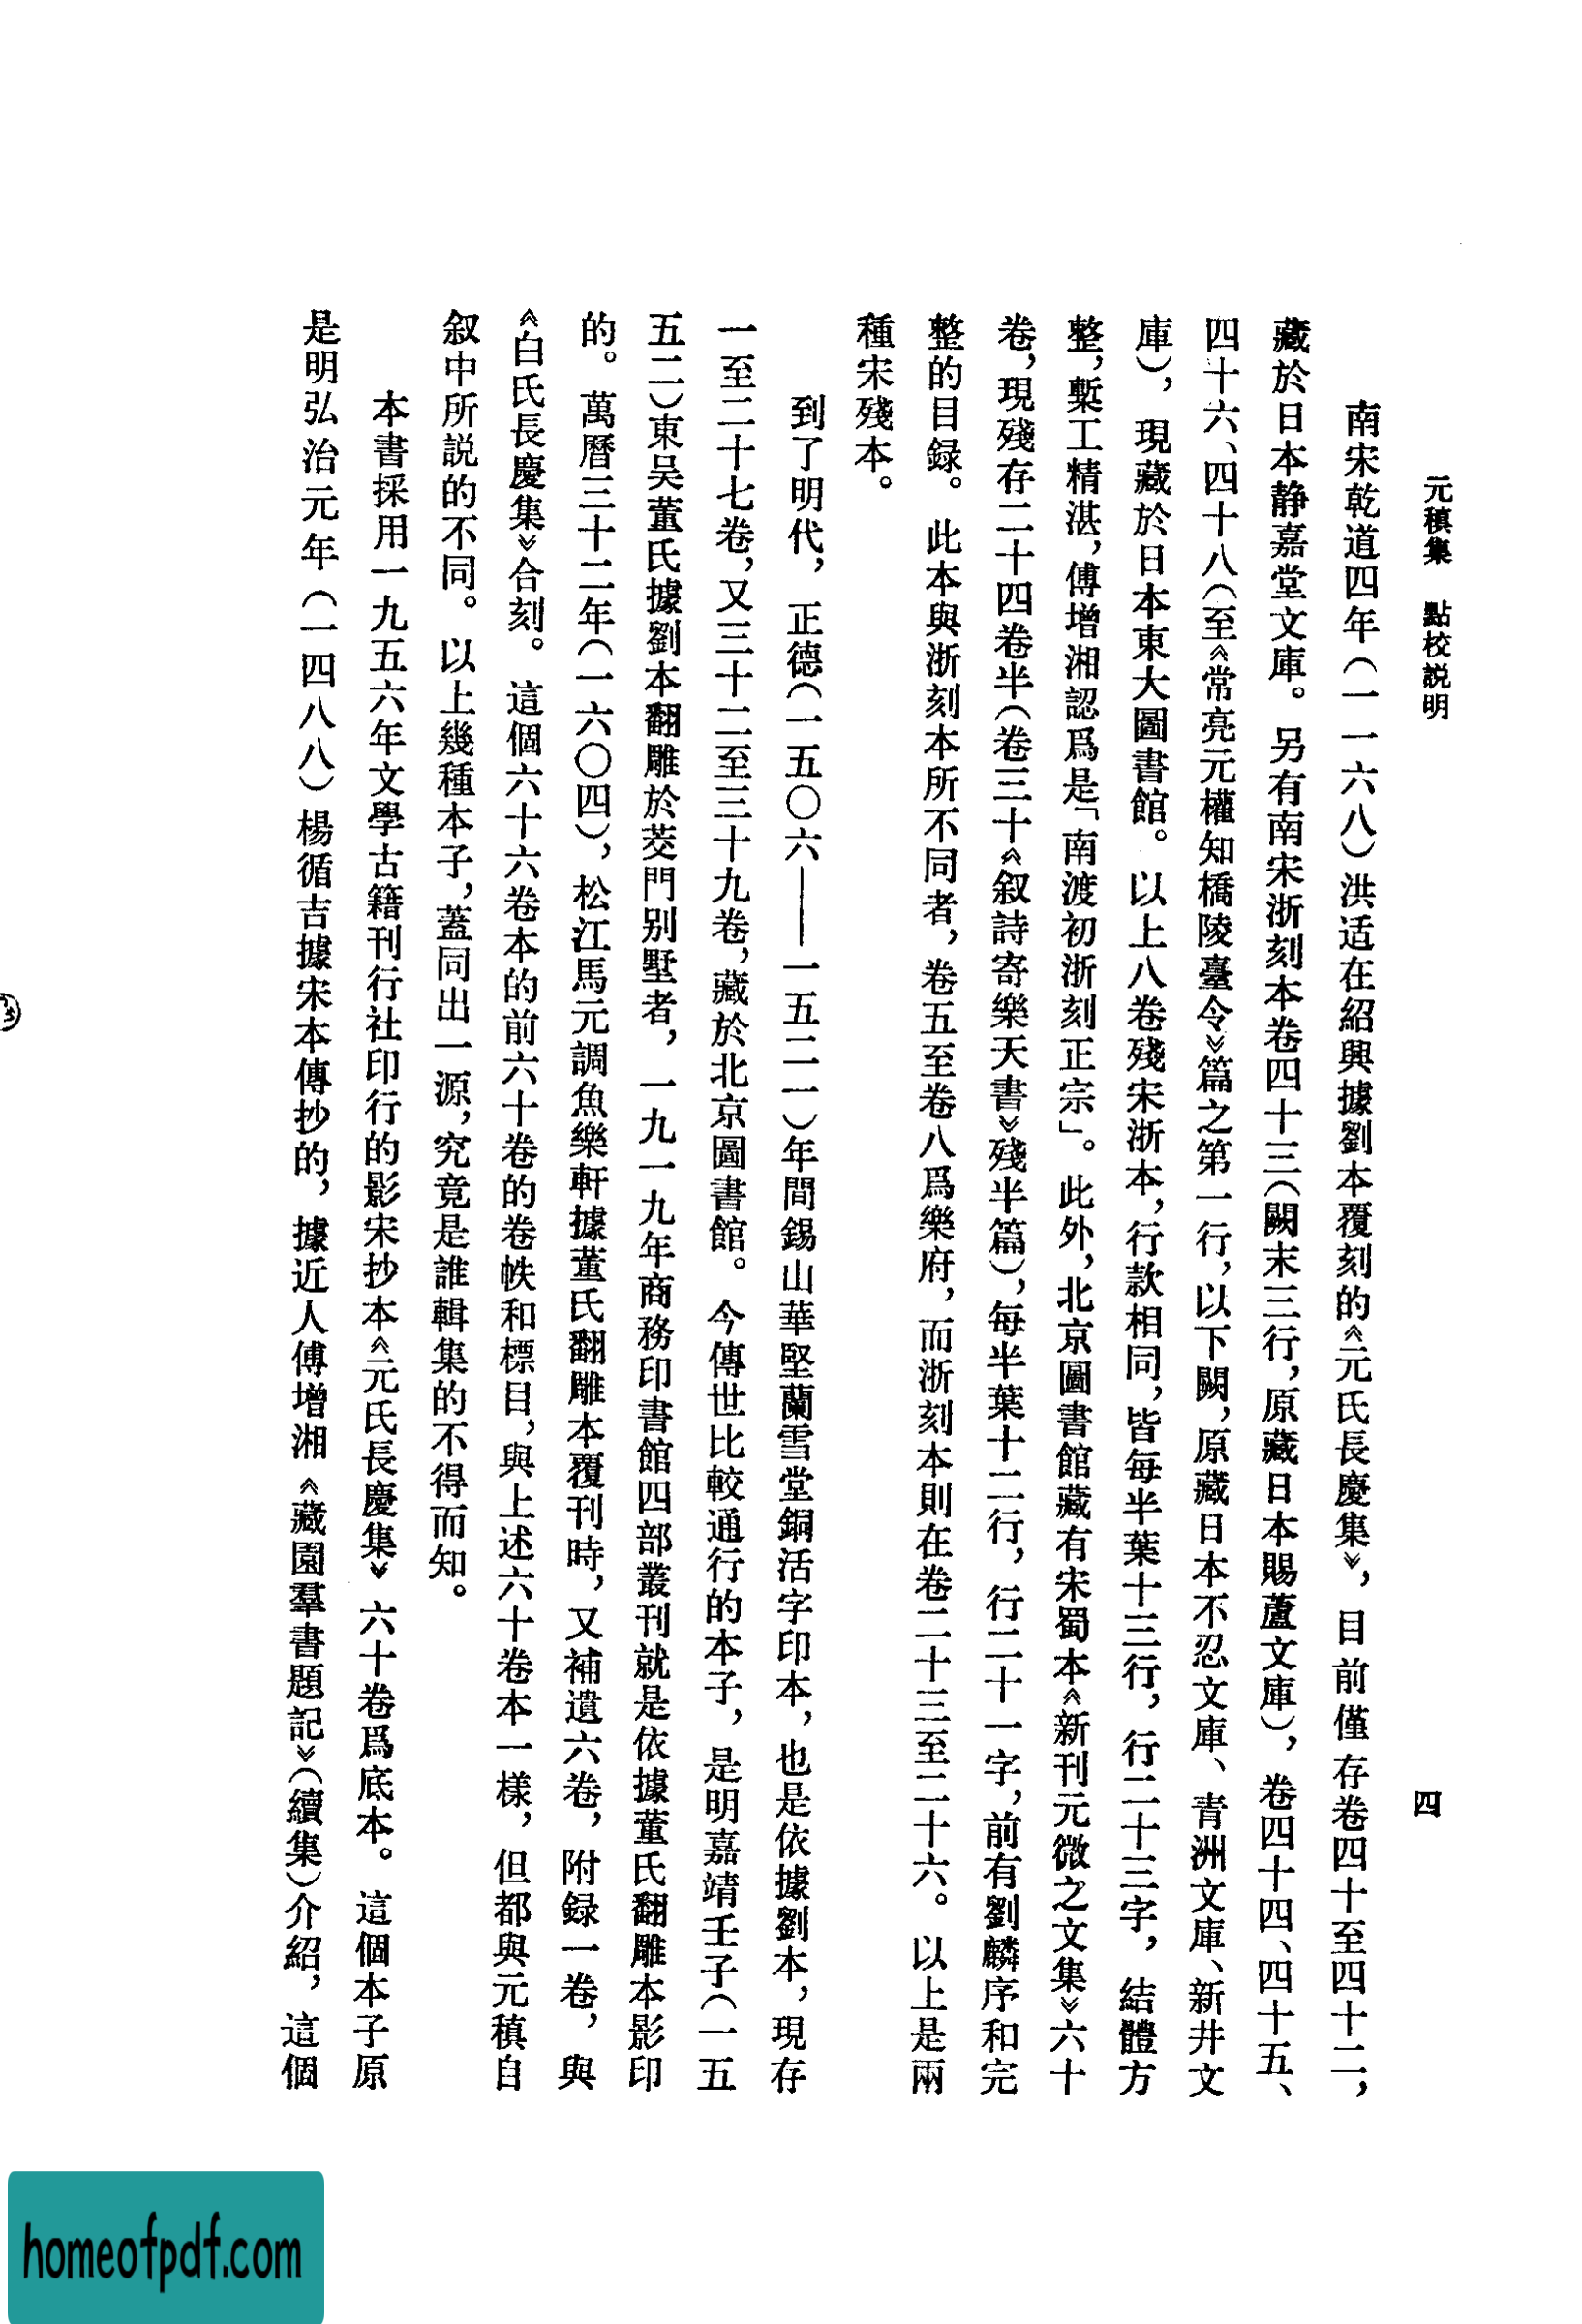 元稹集　點校説明
四
南宋乾道四年(一一六八)洪适在紹興據劉本覆刻的《元氏長慶集》，目前僅存卷四十至四十二，
藏於日本静嘉堂文庫。另有南宋浙刻本卷四十三(闕末三行，原藏日本賜蘆文庫)，卷四十四、四十五、
四十六、四十八(至《常亮元權知橋陵臺令》篇之第一行，以下闕，原藏日本不忍文庫、青洲文庫、新井文
庫)，現藏於日本東大圖書館。以上八卷殘宋浙本，行款相同，皆每半葉十三行，行二十三字，結體方
整，槧工精湛，傅增湘認爲是「南渡初浙刻正宗」。此外，北京圖書館藏有宋蜀本《新刊元微之文集》六十
卷，現殘存二十四卷半(卷三十《叙詩寄樂天書》殘半篇)，每半葉十二行，行二十一字，前有劉麟序和完
整的目録。此本與浙刻本所不同者，卷五至卷八爲樂府，而浙刻本則在卷二十三至二十六。以上是兩
種宋殘本。
到了明代，正德(一五〇六——一五二一)年間錫山華堅蘭雪堂銅活字印本，也是依據劉本，現存
一至二十七卷，又三十二至三十九卷，藏於北京圖書館。今傳世比較通行的本子，是明嘉靖壬子(一五
五二)東吴董氏據劉本翻雕於茭門别墅者，一九一九年商務印書館四部叢刊就是依據董氏翻雕本影印
的。萬曆三十二年(一六〇四)，松江馬元調魚樂軒據董氏翻雕本覆刊時，又補遺六卷，附録一卷，與
《白氏長慶集》合刻。這個六十六卷本的前六十卷的卷帙和標目，與上述六十卷本一樣，但都與元稹自
叙中所説的不同。以上幾種本子，蓋同出一源，究竟是誰輯集的不得而知。
本書採用一九五六年文學古籍刊行社印行的影宋抄本《元氏長慶集》六十卷爲底本。這個本子原
是明弘治元年(一四八八)楊循吉據宋本傳抄的，據近人傅增湘《藏園羣書題記》(續集)介紹，這個
homeofpdf.com